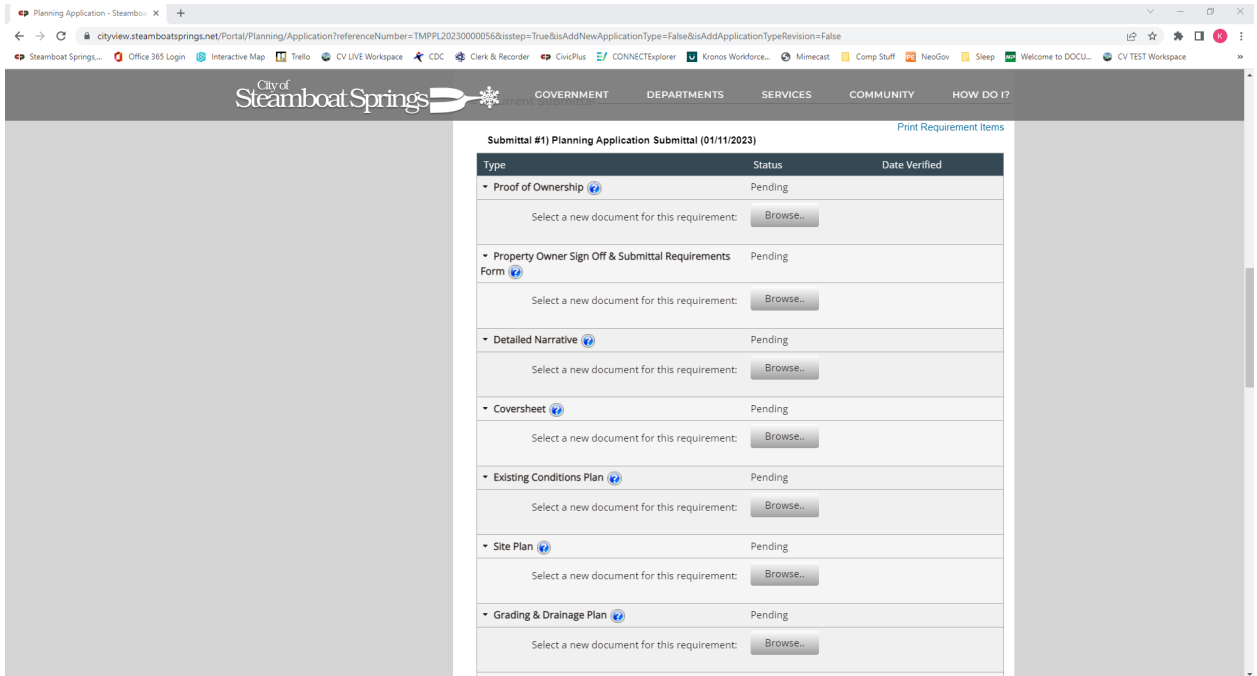 Planning Application - Steamboa
cityview.steamboatsprings.net/Portal/Planning/Application?referenceNumber=TMPPL20230000056&isstep=True&isAddNewApplicationType=False&isAddApplicationTypeRevision=False
K
Steamboat Springs,... Office 365 Login Interactive Map Trello CV LIVE Workspace CDC Clerk & Recorder CivicPlus CONNECTExplorer Kronos Workforce... Mimecast Comp Stuff NeoGov Sleep Welcome to DOCU... CV TEST Workspace »
City of
Steamboat Springs
GOVERNMENT DEPARTMENTS SERVICES COMMUNITY HOW DO I?
Current Submittal
Print Requirement Items
Submittal #1) Planning Application Submittal (01/11/2023)
Type Status Date Verified
Proof of Ownership ? Pending
Select a new document for this requirement: Browse..
Property Owner Sign Off & Submittal Requirements Pending
Form ?
Select a new document for this requirement: Browse..
Detailed Narrative ? Pending
Select a new document for this requirement: Browse..
Coversheet ? Pending
Select a new document for this requirement: Browse..
Existing Conditions Plan ? Pending
Select a new document for this requirement: Browse..
Site Plan ? Pending
Select a new document for this requirement: Browse..
Grading & Drainage Plan ? Pending
Select a new document for this requirement: Browse..